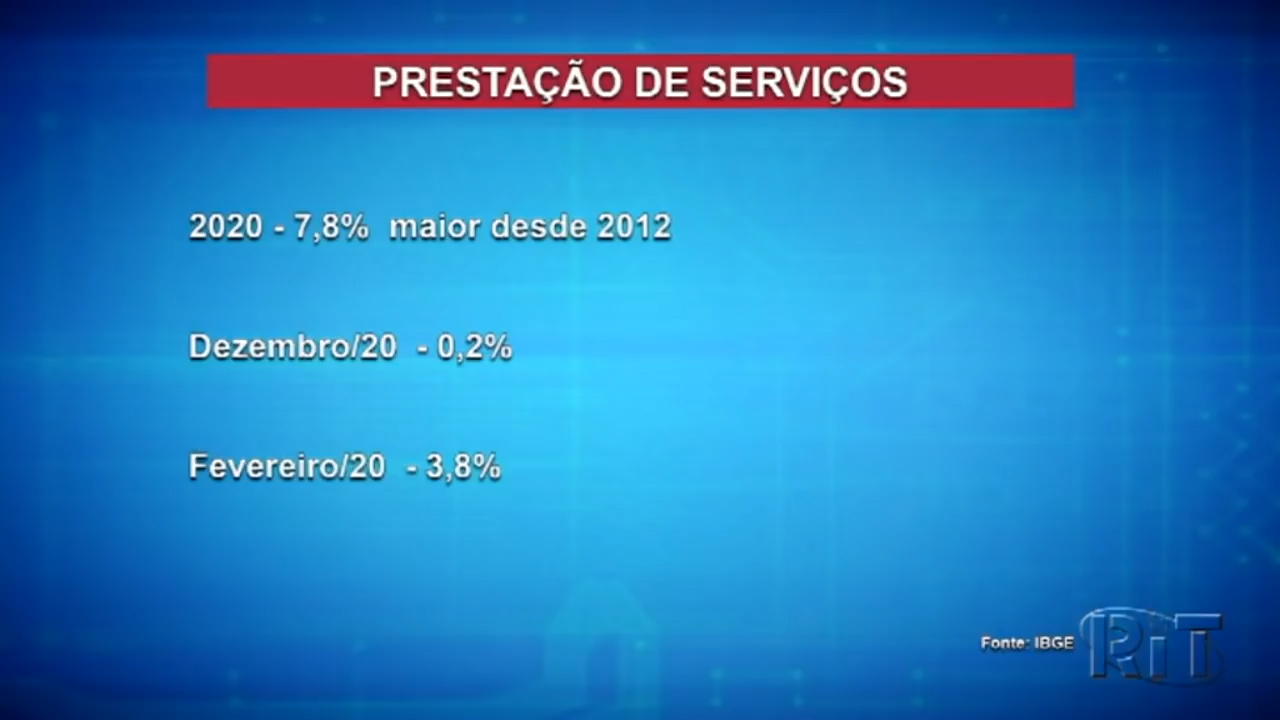 PRESTAÇÃO DE SERVIÇOS
2020 - 7,8% maior desde 2012
Dezembro/20 - 0,2%
Fevereiro/20 - 3,8%
Fonte: IBGE
RiT